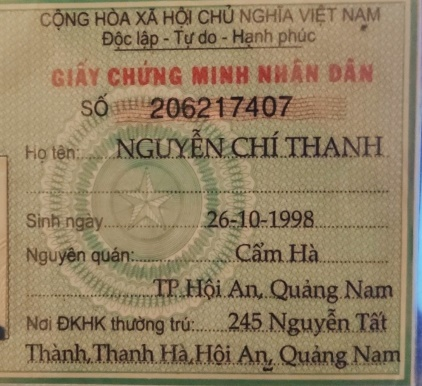 CỘNG HÒA XÃ HỘI CHỦ NGHĨA VIỆT NAM
Độc lập - Tự do - Hạnh phúc
GIẤY CHỨNG MINH NHÂN DÂN
SỐ 206217407
Họ tên: NGUYỄN CHÍ THANH
Sinh ngày 26-10-1998
Nguyên quán: Cẩm Hà
TP.Hội An, Quảng Nam
Nơi ĐKHK thường trú: 245 Nguyễn Tất
Thành,Thanh Hà,Hội An, Quảng Nam